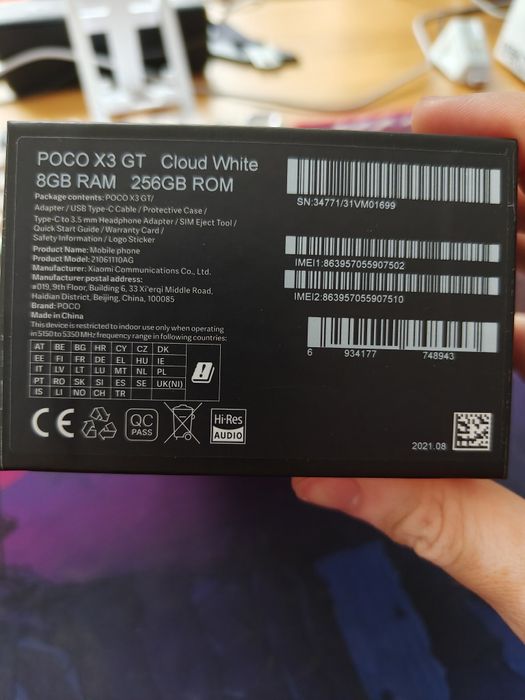 POCO X3 GT Cloud White
8GB RAM 256GB ROM
Package contents: POCO X3 GT/
Adapter / USB Type-C Cable / Protective Case /
Type-C to 3.5 mm Headphone Adapter / SIM Eject Tool /
Quick Start Guide / Warranty Card /
Safety Information / Logo Sticker
Product Name: Mobile phone
Product Model: 21061110AG
Manufacturer: Xiaomi Communications Co., Ltd.
Manufacturer postal address:
#019, 9th Floor, Building 6, 33 Xi'erqi Middle Road,
Haidian District, Beijing, China, 100085
Brand: POCO
Made in China
This device is restricted to indoor use only when operating
in 5150 to 5350 MHz frequency range in following countries:
AT BE BG HR CY CZ DK
EE FI FR DE EL HU IE
IT LV LT LU MT NL PL
PT RO SK SI ES SE UK(NI)
IS LI NO CH TR
CE
QC
PASS
Hi-Res
AUDIO
SN:34771/31VM01699
IMEI1:863957055907502
IMEI2:863957055907510
6 934177 748943
2021.08